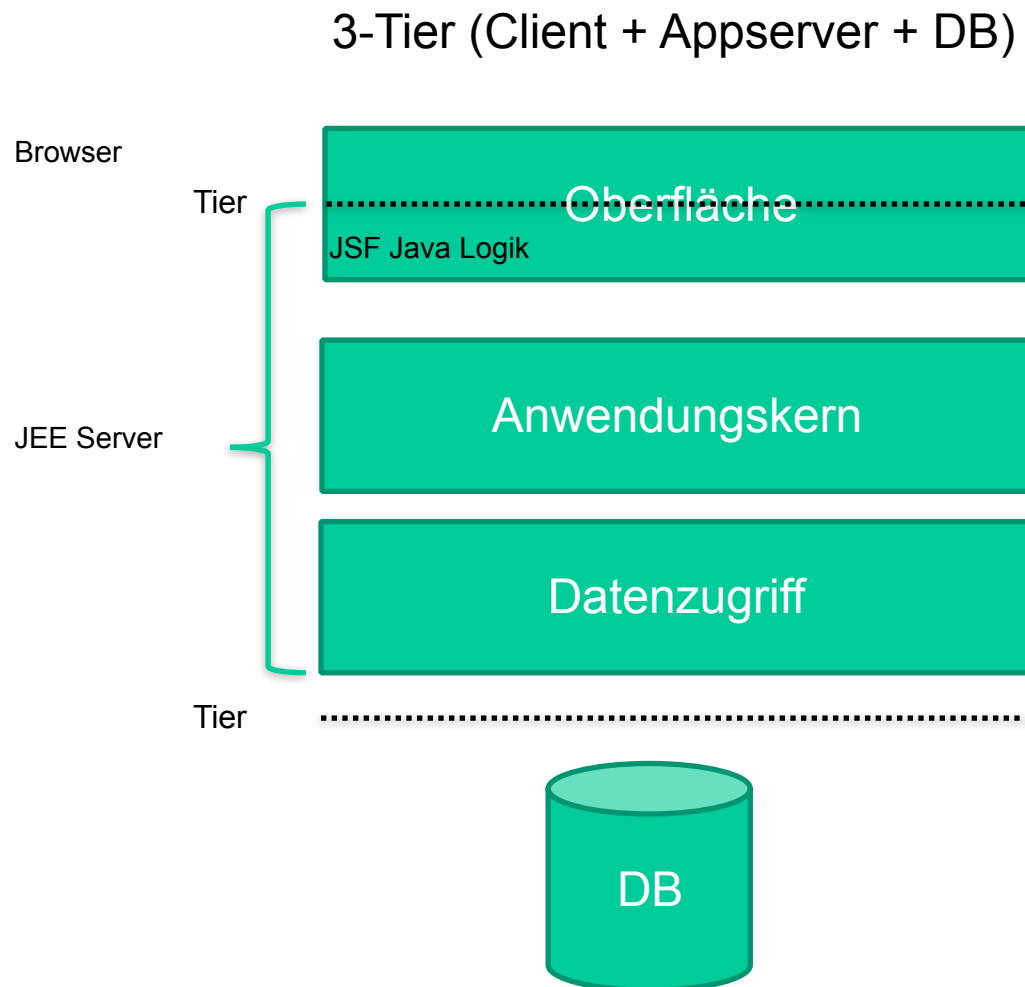 3-Tier (Client + Appserver + DB)
Browser
Tier
Oberfläche
JSF Java Logik
Anwendungskern
JEE Server
Datenzugriff
Tier
DB